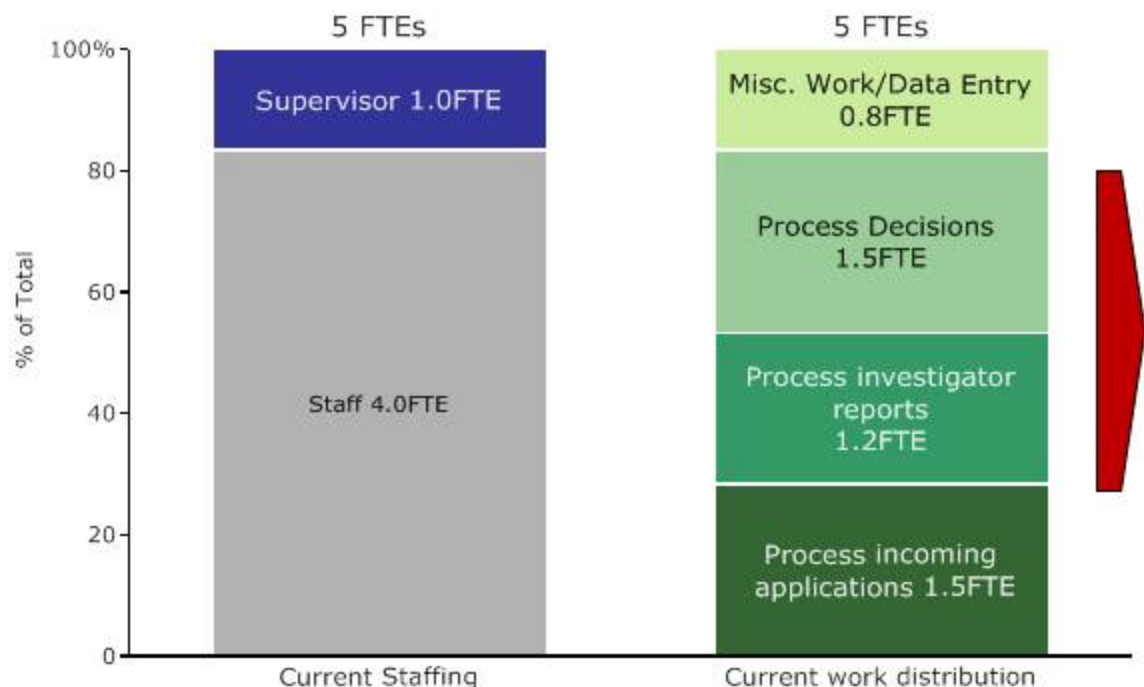 5 FTEs
5 FTEs
100%
80
60
40
20
0
% of Total
Supervisor 1.0FTE
Staff 4.0FTE
Misc. Work/Data Entry
0.8FTE
Process Decisions
1.5FTE
Process investigator
reports
1.2FTE
Process incoming
applications 1.5FTE
Current Staffing
Current work distribution